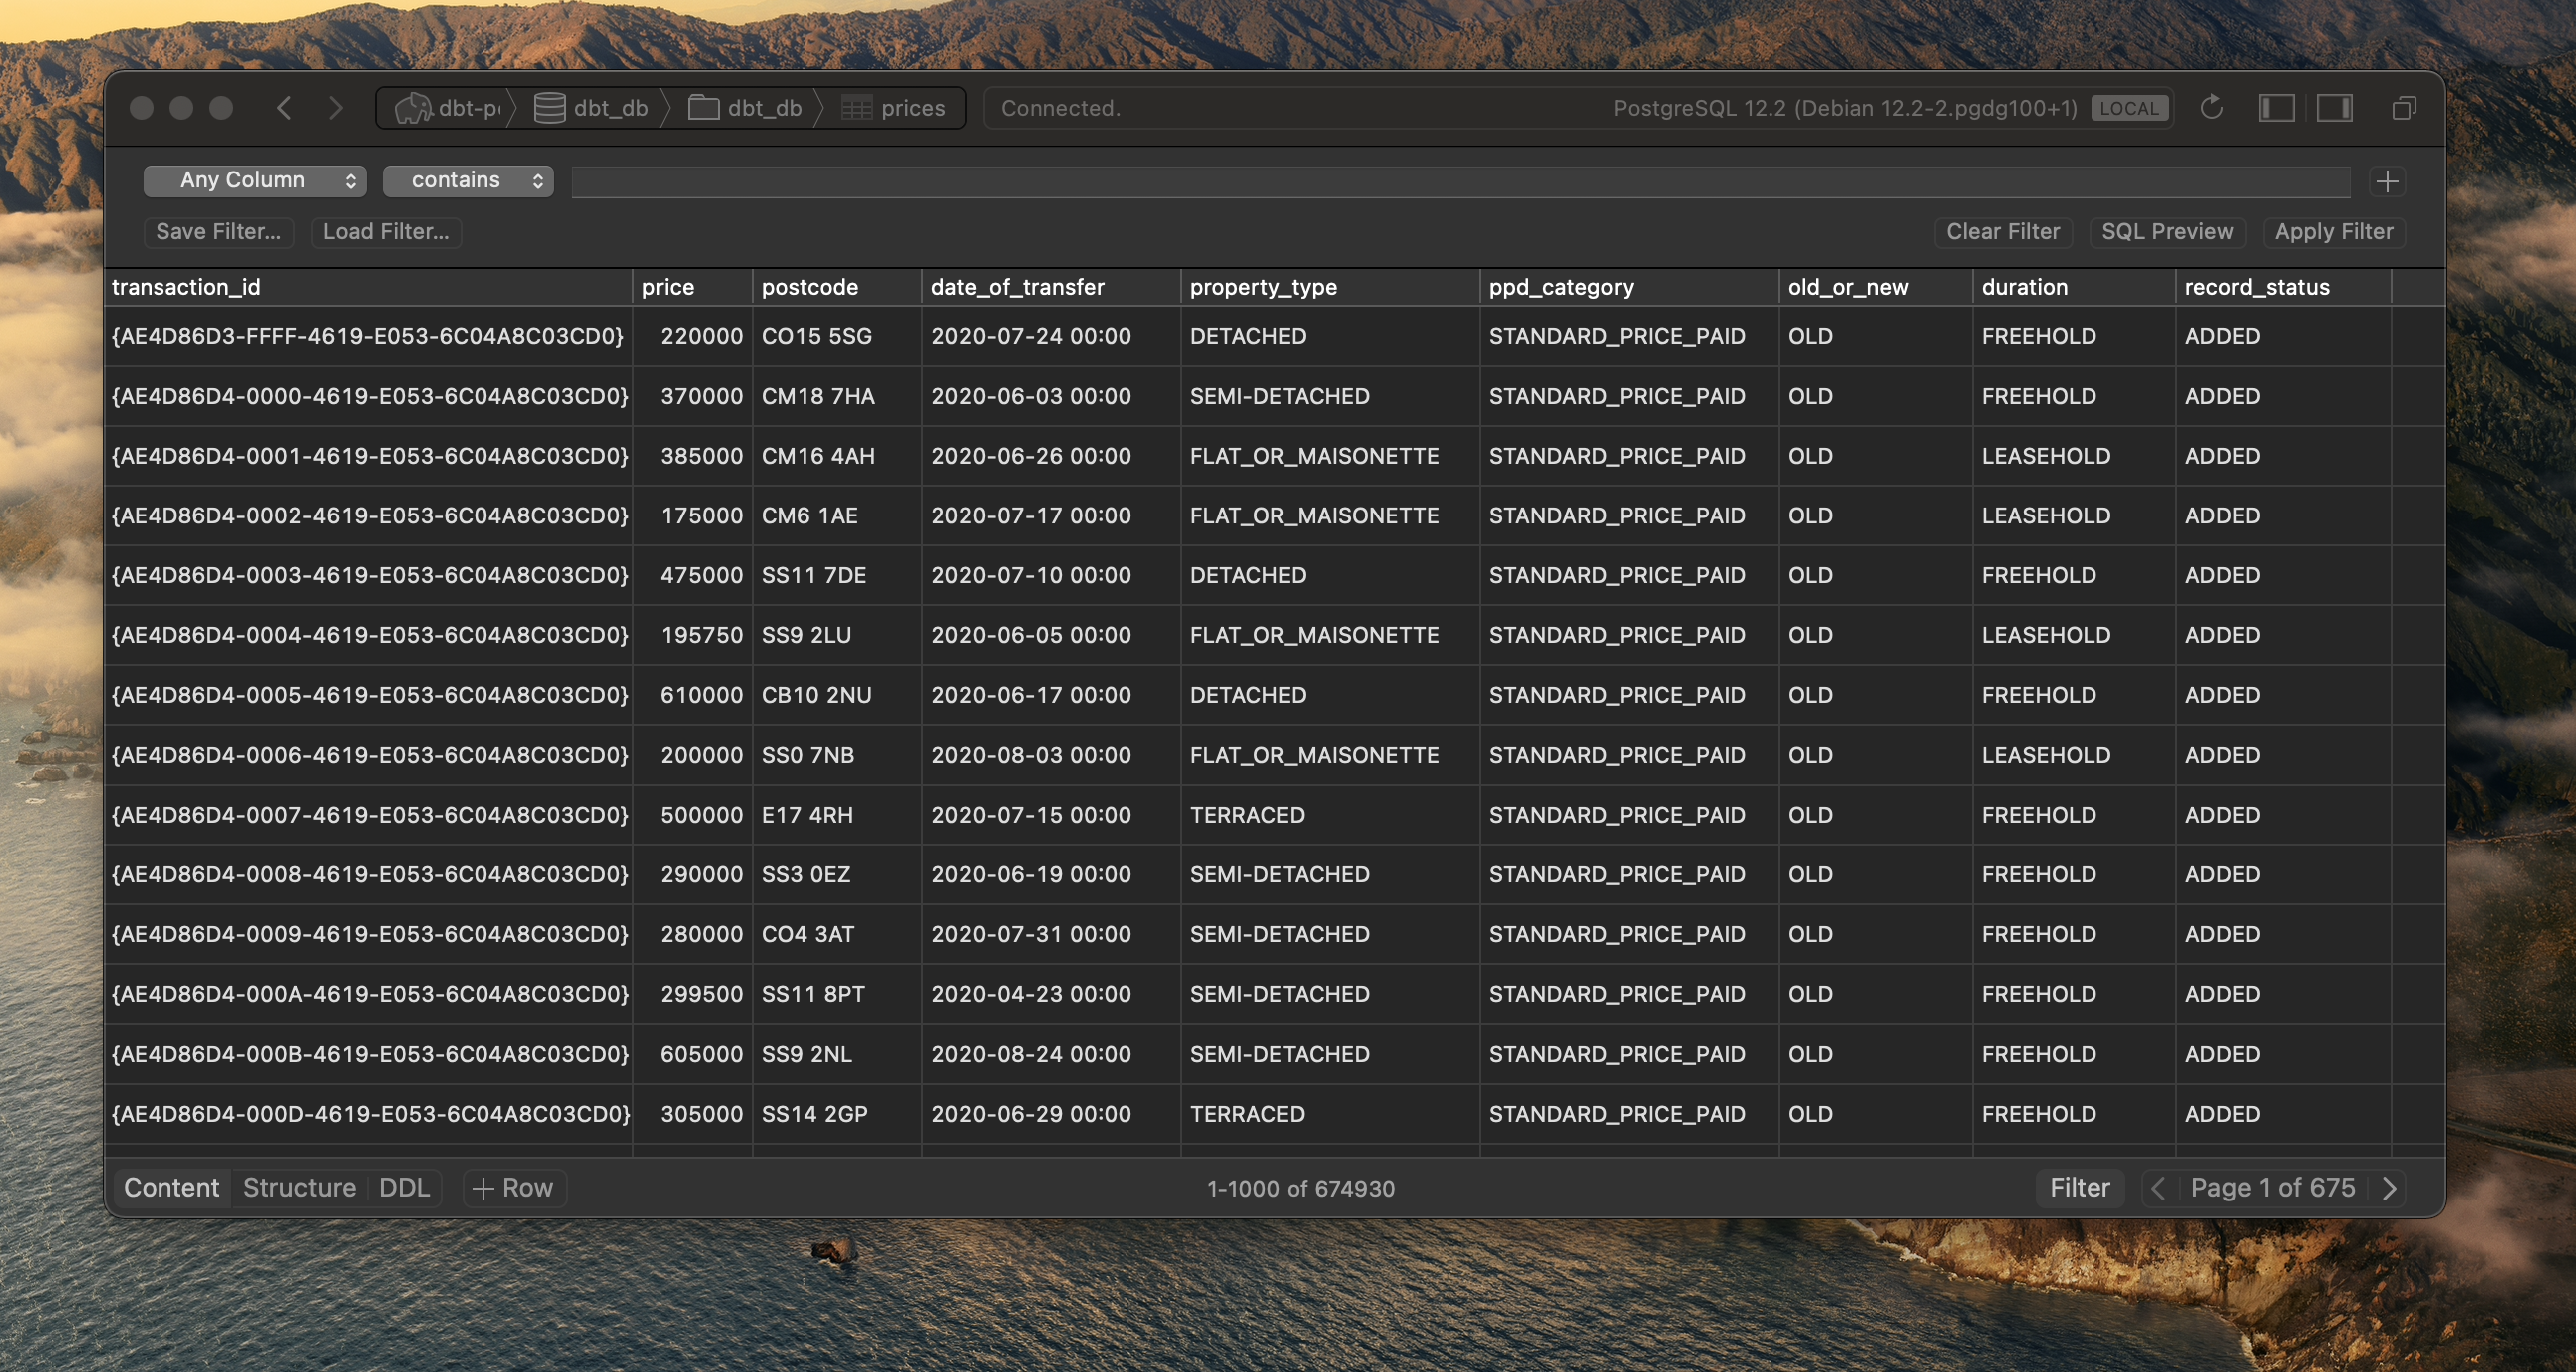 dbt-p dbt_db dbt_db prices Connected. PostgreSQL 12.2 (Debian 12.2-2.pgdg100+1) LOCAL
Any Column contains
Save Filter... Load Filter... Clear Filter SQL Preview Apply Filter
transaction_id price postcode date_of_transfer property_type ppd_category old_or_new duration record_status
{AE4D86D3-FFFF-4619-E053-6C04A8C03CD0} 220000 CO15 5SG 2020-07-24 00:00 DETACHED STANDARD_PRICE_PAID OLD FREEHOLD ADDED
{AE4D86D4-0000-4619-E053-6C04A8C03CD0} 370000 CM18 7HA 2020-06-03 00:00 SEMI-DETACHED STANDARD_PRICE_PAID OLD FREEHOLD ADDED
{AE4D86D4-0001-4619-E053-6C04A8C03CD0} 385000 CM16 4AH 2020-06-26 00:00 FLAT_OR_MAISONETTE STANDARD_PRICE_PAID OLD LEASEHOLD ADDED
{AE4D86D4-0002-4619-E053-6C04A8C03CD0} 175000 CM6 1AE 2020-07-17 00:00 FLAT_OR_MAISONETTE STANDARD_PRICE_PAID OLD LEASEHOLD ADDED
{AE4D86D4-0003-4619-E053-6C04A8C03CD0} 475000 SS11 7DE 2020-07-10 00:00 DETACHED STANDARD_PRICE_PAID OLD FREEHOLD ADDED
{AE4D86D4-0004-4619-E053-6C04A8C03CD0} 195750 SS9 2LU 2020-06-05 00:00 FLAT_OR_MAISONETTE STANDARD_PRICE_PAID OLD LEASEHOLD ADDED
{AE4D86D4-0005-4619-E053-6C04A8C03CD0} 610000 CB10 2NU 2020-06-17 00:00 DETACHED STANDARD_PRICE_PAID OLD FREEHOLD ADDED
{AE4D86D4-0006-4619-E053-6C04A8C03CD0} 200000 SS0 7NB 2020-08-03 00:00 FLAT_OR_MAISONETTE STANDARD_PRICE_PAID OLD LEASEHOLD ADDED
{AE4D86D4-0007-4619-E053-6C04A8C03CD0} 500000 E17 4RH 2020-07-15 00:00 TERRACED STANDARD_PRICE_PAID OLD FREEHOLD ADDED
{AE4D86D4-0008-4619-E053-6C04A8C03CD0} 290000 SS3 0EZ 2020-06-19 00:00 SEMI-DETACHED STANDARD_PRICE_PAID OLD FREEHOLD ADDED
{AE4D86D4-0009-4619-E053-6C04A8C03CD0} 280000 CO4 3AT 2020-07-31 00:00 SEMI-DETACHED STANDARD_PRICE_PAID OLD FREEHOLD ADDED
{AE4D86D4-000A-4619-E053-6C04A8C03CD0} 299500 SS11 8PT 2020-04-23 00:00 SEMI-DETACHED STANDARD_PRICE_PAID OLD FREEHOLD ADDED
{AE4D86D4-000B-4619-E053-6C04A8C03CD0} 605000 SS9 2NL 2020-08-24 00:00 SEMI-DETACHED STANDARD_PRICE_PAID OLD FREEHOLD ADDED
{AE4D86D4-000D-4619-E053-6C04A8C03CD0} 305000 SS14 2GP 2020-06-29 00:00 TERRACED STANDARD_PRICE_PAID OLD FREEHOLD ADDED
Content Structure DDL + Row 1-1000 of 674930 Filter Page 1 of 675